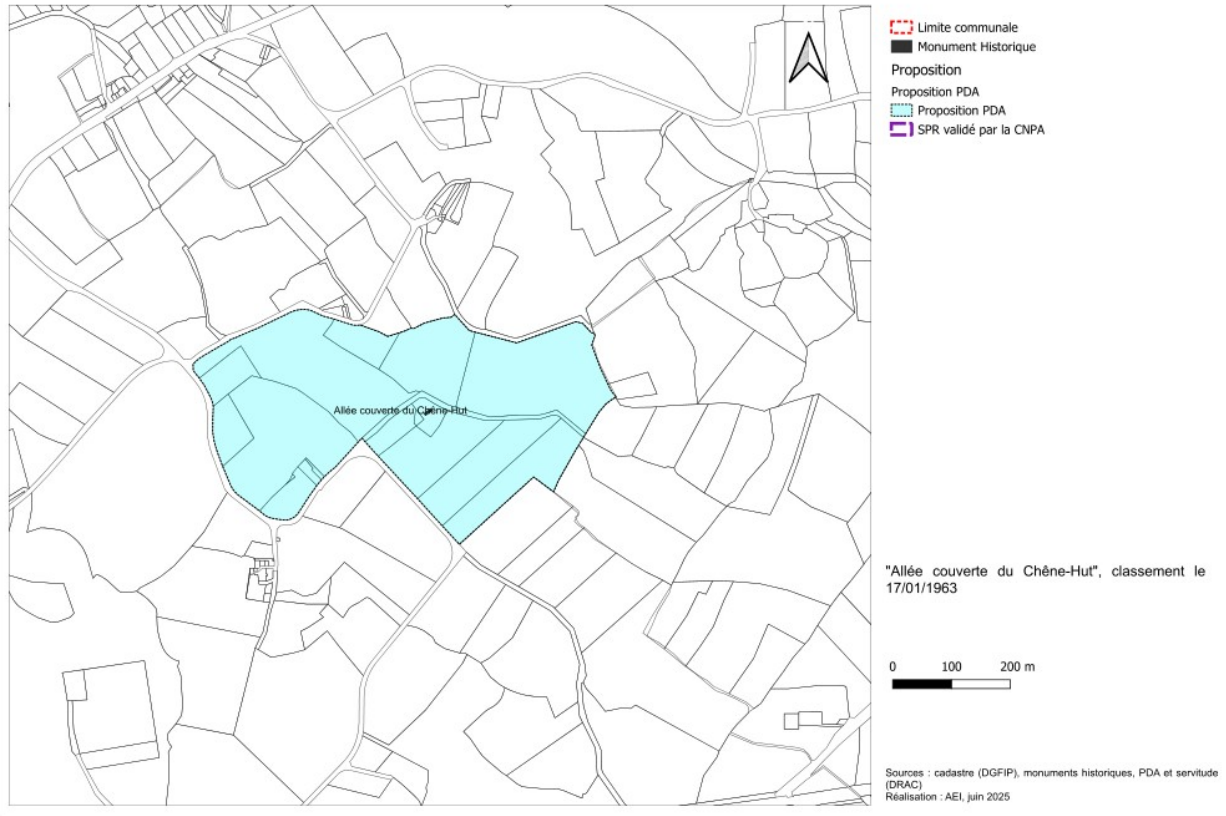 Limite communale
Monument Historique
Proposition
Proposition PDA
Proposition PDA
SPR validé par la CNPA
Allée couverte du Chêne-Hut
"Allée couverte du Chêne-Hut", classement le
17/01/1963
0 100 200 m
Sources : cadastre (DGFIP), monuments historiques, PDA et servitude
(DRAC)
Réalisation : AEI, juin 2025